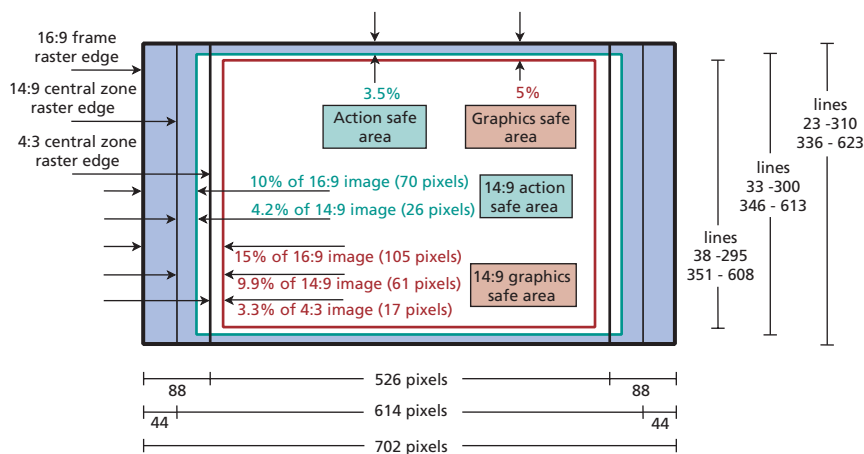 16:9 frame
raster edge
14:9 central zone
raster edge
4:3 central zone
raster edge
3.5%
Action safe
area
5%
Graphics safe
area
10% of 16:9 image (70 pixels)
4.2% of 14:9 image (26 pixels)
14:9 action
safe area
15% of 16:9 image (105 pixels)
9.9% of 14:9 image (61 pixels)
3.3% of 4:3 image (17 pixels)
14:9 graphics
safe area
lines
38 -295
351 - 608
lines
33 -300
346 - 613
lines
23 -310
336 - 623
88
526 pixels
88
44
614 pixels
44
702 pixels